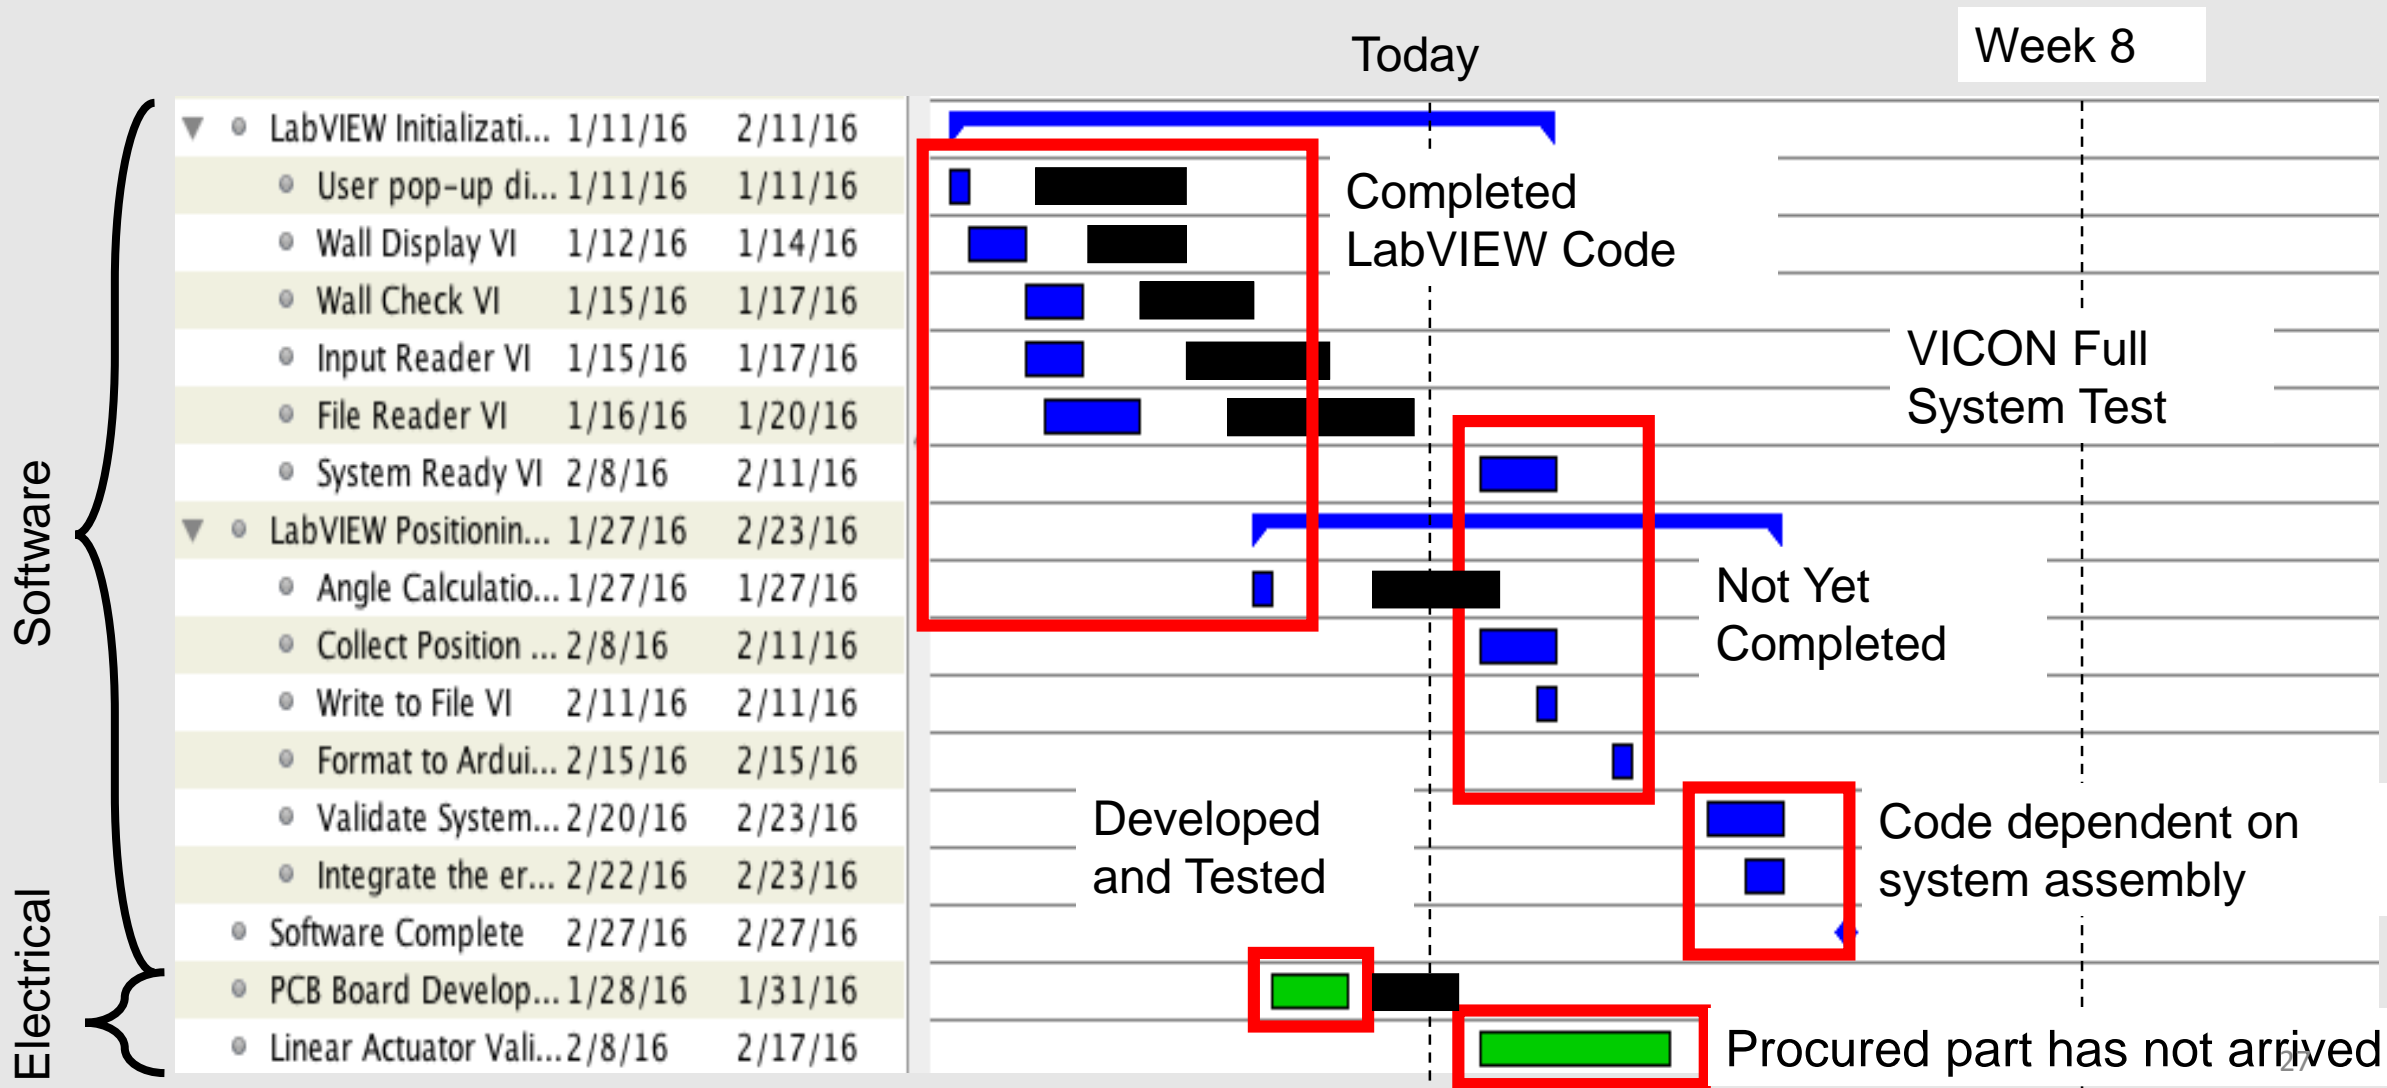 Today
Week 8
LabVIEW Initializati... 1/11/16 2/11/16
User pop-up di... 1/11/16 1/11/16
Wall Display VI 1/12/16 1/14/16
Wall Check VI 1/15/16 1/17/16
Input Reader VI 1/15/16 1/17/16
File Reader VI 1/16/16 1/20/16
System Ready VI 2/8/16 2/11/16
LabVIEW Positionin... 1/27/16 2/23/16
Angle Calculatio... 1/27/16 1/27/16
Collect Position ... 2/8/16 2/11/16
Write to File VI 2/11/16 2/11/16
Format to Ardui... 2/15/16 2/15/16
Validate System... 2/20/16 2/23/16
Integrate the er... 2/22/16 2/23/16
Software Complete 2/27/16 2/27/16
PCB Board Develop... 1/28/16 1/31/16
Linear Actuator Vali... 2/8/16 2/17/16
Software
Electrical
Completed
LabVIEW Code
VICON Full
System Test
Not Yet
Completed
Developed
and Tested
Code dependent on
system assembly
Procured part has not arrived
27